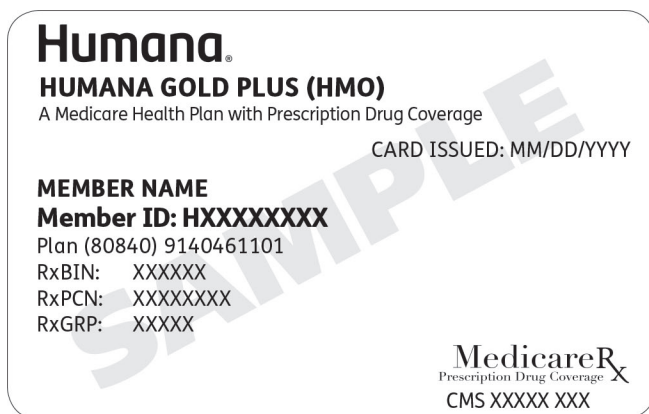 Humana®
HUMANA GOLD PLUS (HMO)
A Medicare Health Plan with Prescription Drug Coverage
CARD ISSUED: MM/DD/YYYY
MEMBER NAME
Member ID: HXXXXXXXX
Plan (80840) 9140461101
RxBIN: XXXXXX
RxPCN: XXXXXXXX
RxGRP: XXXXX
SAMPLE
MedicareRx
Prescription Drug Coverage
CMS XXXXX XXX